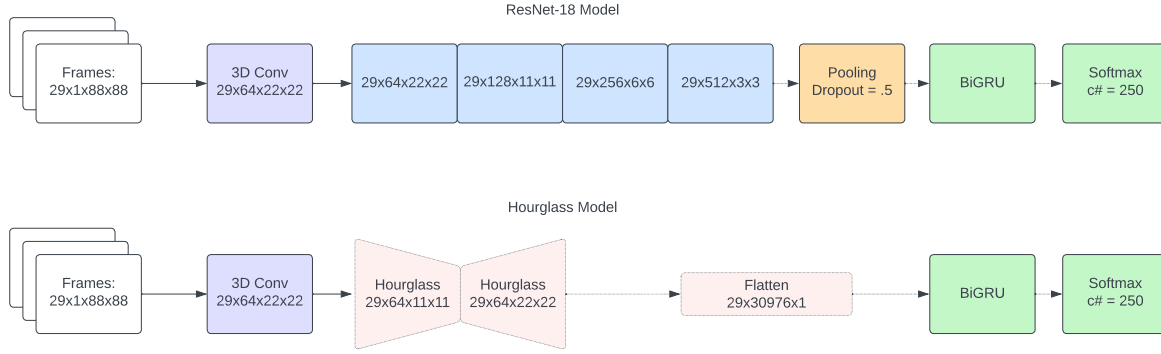 ResNet-18 Model
Frames:
29x1x88x88
3D Conv
29x64x22x22
29x64x22x22
29x128x11x11
29x256x6x6
29x512x3x3
Pooling
Dropout = .5
BiGRU
Softmax
c# = 250
Hourglass Model
Frames:
29x1x88x88
3D Conv
29x64x22x22
Hourglass
29x64x11x11
Hourglass
29x64x22x22
Flatten
29x30976x1
BiGRU
Softmax
c# = 250